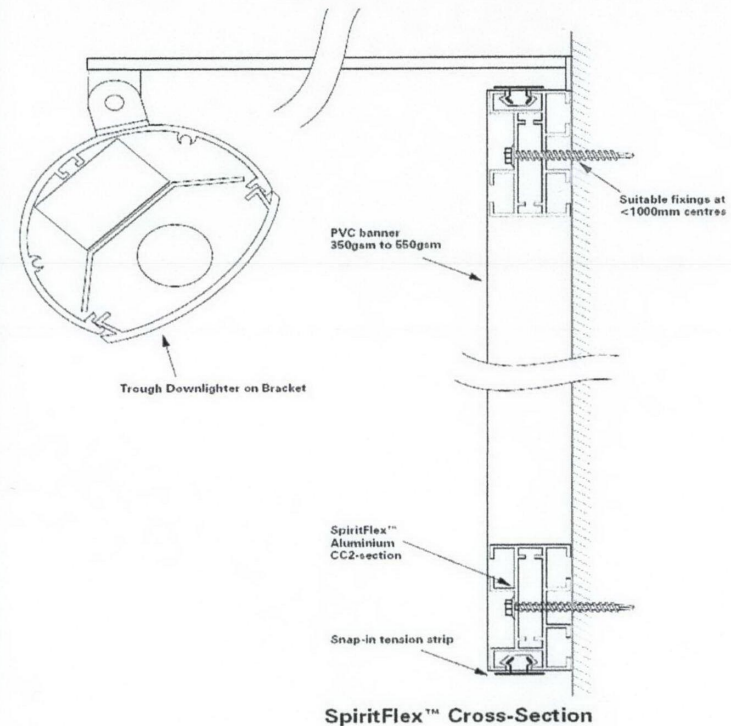 Suitable fixings at
<1000mm centres
PVC banner
350gsm to 550gsm
Trough Downlighter on Bracket
SpiritFlex™
Aluminium
CC2-section
Snap-in tension strip
SpiritFlex™ Cross-Section